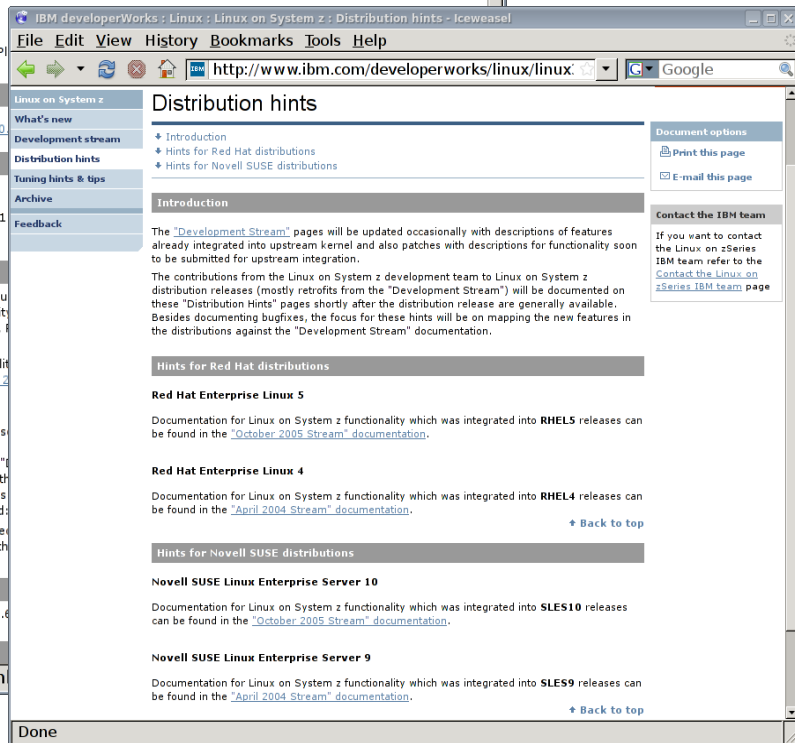 IBM developerWorks : Linux : Linux on System z : Distribution hints - Iceweasel
File Edit View History Bookmarks Tools Help
IBM http://www.ibm.com/developerworks/linux/linux
G Google
Linux on System z
What's new
Development stream
Distribution hints
Tuning hints & tips
Archive
Feedback
Distribution hints
Introduction
Hints for Red Hat distributions
Hints for Novell SUSE distributions
Introduction
The "Development Stream" pages will be updated occasionally with descriptions of features
already integrated into upstream kernel and also patches with descriptions for functionality soon
to be submitted for upstream integration.
The contributions from the Linux on System z development team to Linux on System z
distribution releases (mostly retrofits from the "Development Stream") will be documented on
these "Distribution Hints" pages shortly after the distribution release are generally available.
Besides documenting bugfixes, the focus for these hints will be on mapping the new features in
the distributions against the "Development Stream" documentation.
Hints for Red Hat distributions
Red Hat Enterprise Linux 5
Documentation for Linux on System z functionality which was integrated into RHEL5 releases can
be found in the "October 2005 Stream" documentation.
Red Hat Enterprise Linux 4
Documentation for Linux on System z functionality which was integrated into RHEL4 releases can
be found in the "April 2004 Stream" documentation.
Back to top
Hints for Novell SUSE distributions
Novell SUSE Linux Enterprise Server 10
Documentation for Linux on System z functionality which was integrated into SLES10 releases
can be found in the "October 2005 Stream" documentation.
Novell SUSE Linux Enterprise Server 9
Documentation for Linux on System z functionality which was integrated into SLES9 releases can
be found in the "April 2004 Stream" documentation.
Back to top
Document options
Print this page
E-mail this page
Contact the IBM team
If you want to contact
the Linux on zSeries
IBM team refer to the
Contact the Linux on
zSeries IBM team page
Done